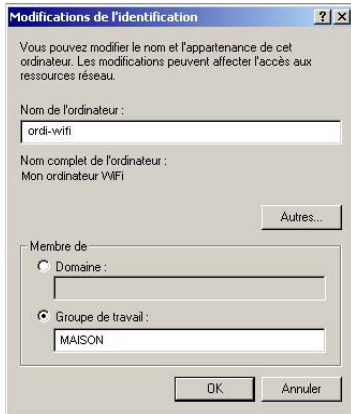 Modifications de l'identification
Vous pouvez modifier le nom et l'appartenance de cet
ordinateur. Les modifications peuvent affecter l'accès aux
ressources réseau.
Nom de l'ordinateur :
ordi-wifi
Nom complet de l'ordinateur :
Mon ordinateur WiFi
Autres...
Membre de
Domaine :
Groupe de travail :
MAISON
OK
Annuler